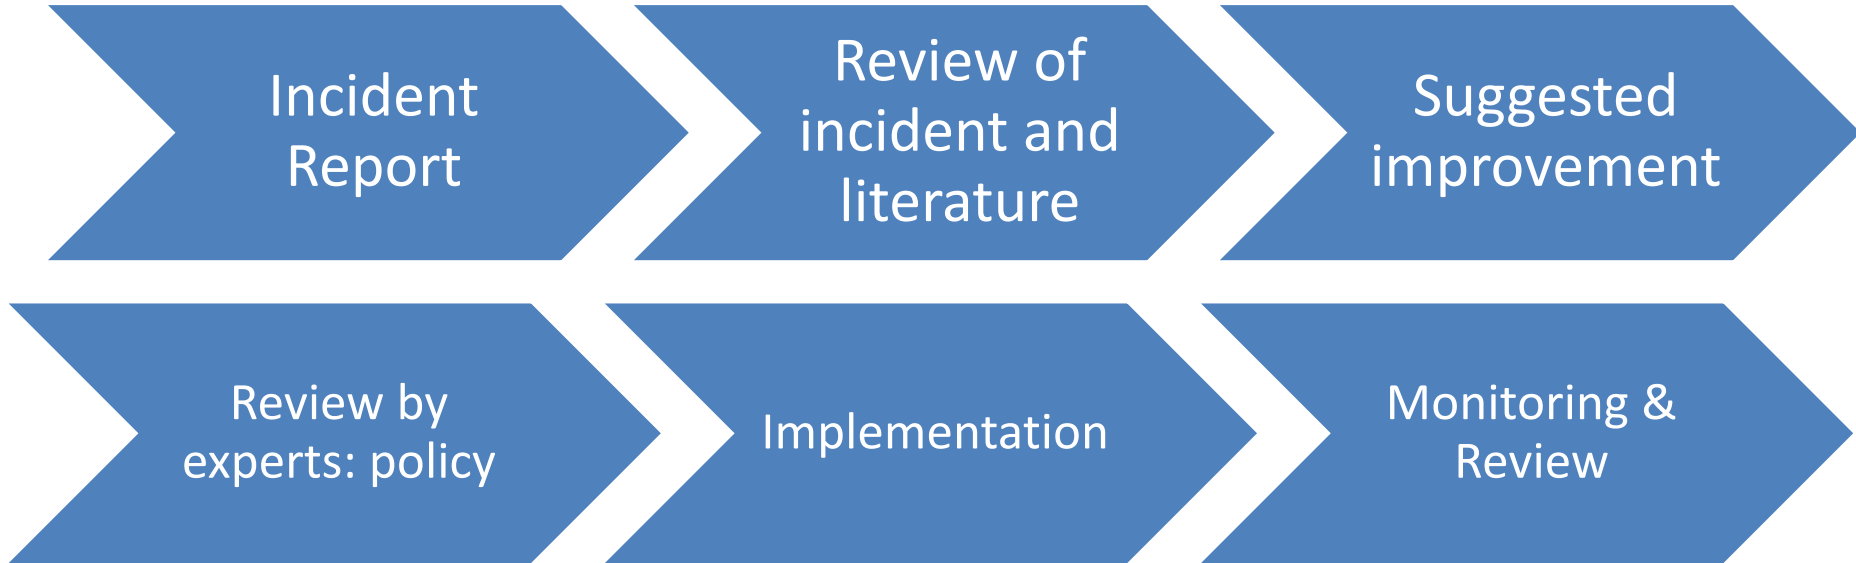 Incident
Report
Review of
incident and
literature
Suggested
improvement
Review by
experts: policy
Implementation
Monitoring &
Review